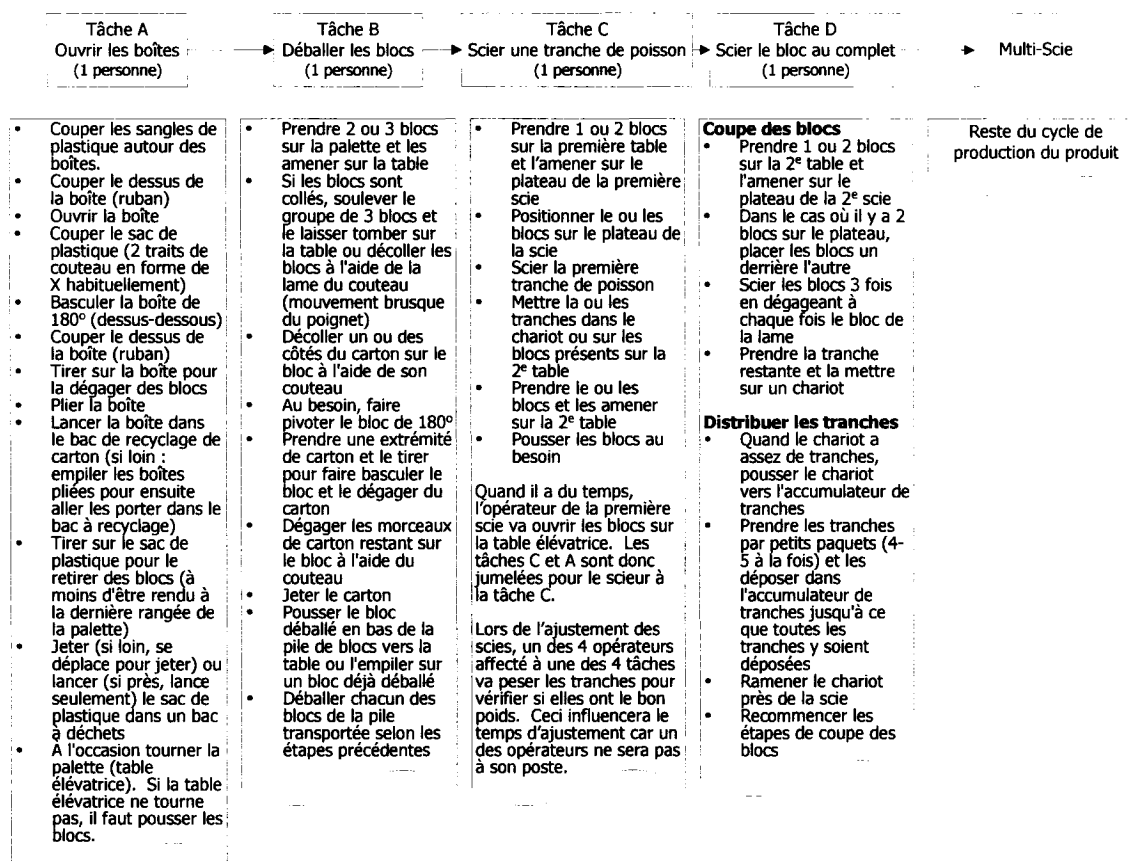 Tâche A
Ouvrir les boîtes
(1 personne)
Tâche B
Déballer les blocs
(1 personne)
Tâche C
Scier une tranche de poisson
(1 personne)
Tâche D
Scier le bloc au complet
(1 personne)
Multi-Scie
• Couper les sangles de
plastique autour des
boîtes.
• Couper le dessus de
la boîte (ruban)
• Ouvrir la boîte
• Couper le sac de
plastique (2 traits de
couteau en forme de
X habituellement)
• Basculer la boîte de
180° (dessus-dessous)
• Couper le dessus de
la boîte (ruban)
• Tirer sur la boîte pour
la dégager des blocs
• Plier la boîte
• Lancer la boîte dans
le bac de recyclage de
carton (si loin :
empiler les boîtes
pliées pour ensuite
aller les porter dans le
bac à recyclage)
• Tirer sur le sac de
plastique pour le
retirer des blocs (à
moins d'être rendu à
la dernière rangée de
la palette)
• Jeter (si loin, se
déplace pour jeter) ou
lancer (si près, lance
seulement) le sac de
plastique dans un bac
à déchets
• A l'occasion tourner la
palette (table
élévatrice). Si la table
élévatrice ne tourne
pas, il faut pousser les
blocs.
• Prendre 2 ou 3 blocs
sur la palette et les
amener sur la table
• Si les blocs sont
collés, soulever le
groupe de 3 blocs et
le laisser tomber sur
la table ou décoller les
blocs à l'aide de la
lame du couteau
(mouvement brusque
du poignet)
• Décoller un ou des
côtés du carton sur le
bloc à l'aide de son
couteau
• Au besoin, faire
pivoter le bloc de 180°
• Prendre une extrémité
de carton et le tirer
pour faire basculer le
bloc et le dégager du
carton
• Dégager les morceaux
de carton restant sur
le bloc à l'aide du
couteau
• Jeter le carton
• Pousser le bloc
déballé en bas de la
pile de blocs vers la
table ou l'empiler sur
un bloc déjà déballé
• Déballer chacun des
blocs de la pile
transportée selon les
étapes précédentes
• Prendre 1 ou 2 blocs
sur la première table
et l'amener sur le
plateau de la première
scie
• Positionner le ou les
blocs sur le plateau de
la scie
• Scier la première
tranche de poisson
• Mettre la ou les
tranches dans le
chariot ou sur les
blocs présents sur la
2e table
• Prendre le ou les
blocs et les amener
sur la 2e table
• Pousser les blocs au
besoin
Quand il a du temps,
l'opérateur de la première
scie va ouvrir les blocs sur
la table élévatrice. Les
tâches C et A sont donc
jumelées pour le scieur à
la tâche C.
Lors de l'ajustement des
scies, un des 4 opérateurs
affecté à une des 4 tâches
va peser les tranches pour
vérifier si elles ont le bon
poids. Ceci influencera le
temps d'ajustement car un
des opérateurs ne sera pas
à son poste.
Coupe des blocs
• Prendre 1 ou 2 blocs
sur la 2e table et
l'amener sur le
plateau de la 2e scie
• Dans le cas où il y a 2
blocs sur le plateau,
placer les blocs un
derrière l'autre
• Scier les blocs 3 fois
en dégageant à
chaque fois le bloc de
la lame
• Prendre la tranche
restante et la mettre
sur un chariot
Distribuer les tranches
• Quand le chariot a
assez de tranches,
pousser le chariot
vers l'accumulateur de
tranches
• Prendre les tranches
par petits paquets (4-
5 à la fois) et les
déposer dans
l'accumulateur de
tranches jusqu'à ce
que toutes les
tranches y soient
déposées
• Ramener le chariot
près de la scie
• Recommencer les
étapes de coupe des
blocs
Reste du cycle de
production du produit